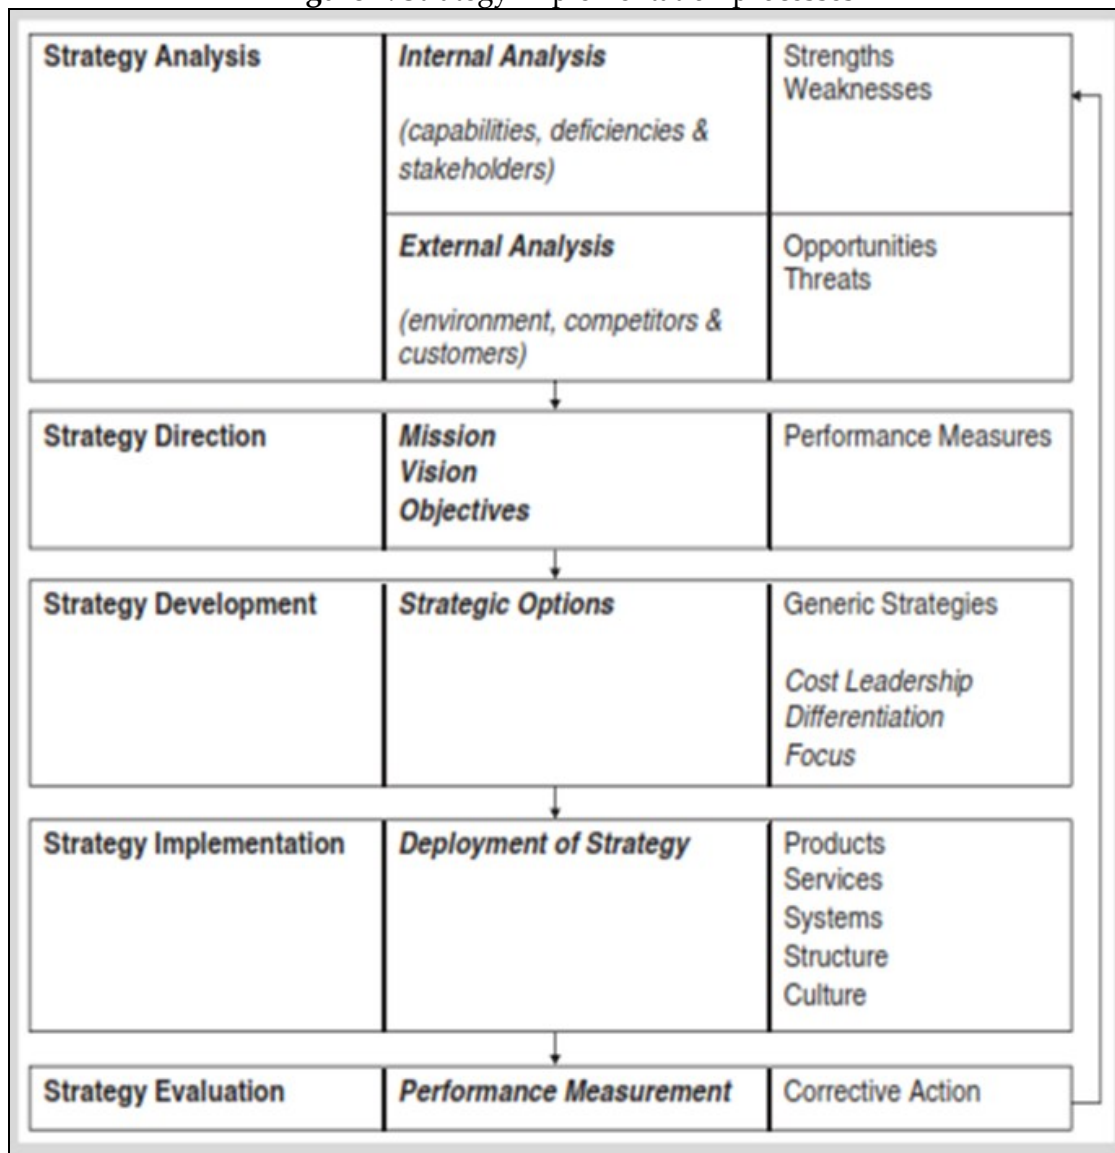 Strategy Analysis
Internal Analysis
(capabilities, deficiencies &
stakeholders)
Strengths
Weaknesses
External Analysis
(environment, competitors &
customers)
Opportunities
Threats
Strategy Direction
Mission
Vision
Objectives
Performance Measures
Strategy Development
Strategic Options
Generic Strategies
Cost Leadership
Differentiation
Focus
Strategy Implementation
Deployment of Strategy
Products
Services
Systems
Structure
Culture
Strategy Evaluation
Performance Measurement
Corrective Action